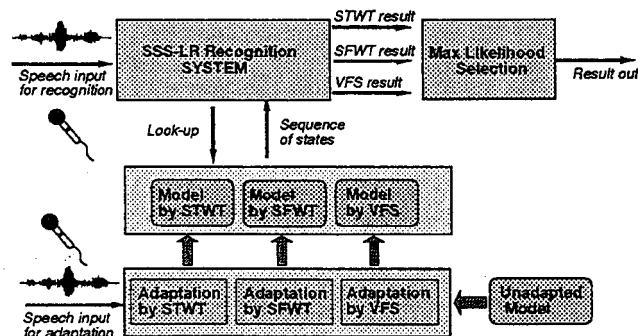 STWT result
SSS-LR Recognition
SYSTEM
SFWT result
Max Likelihood
Selection
Speech input
for recognition
VFS result
Result out
Look-up
Sequence
of states
Model
by STWT
Model
by SFWT
Model
by VFS
Adaptation
by STWT
Adaptation
by SFWT
Adaptation
by VFS
Unadapted
Model
Speech input
for adaptation